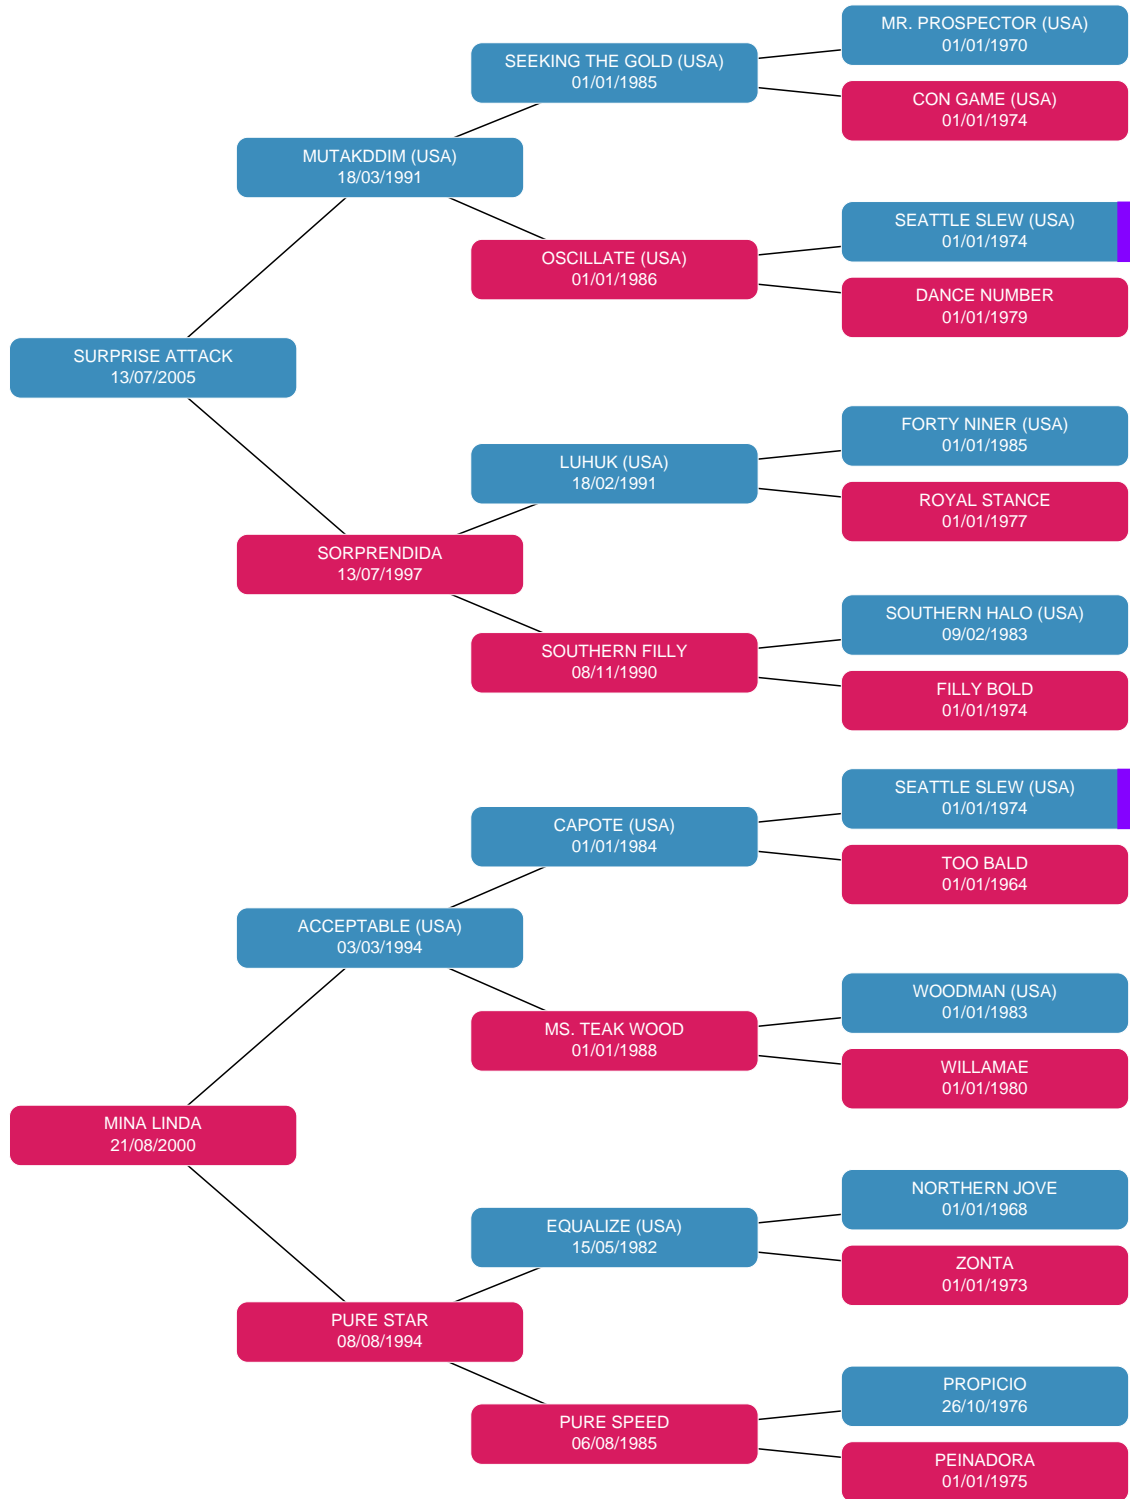 MR. PROSPECTOR (USA)
01/01/1970
SEEKING THE GOLD (USA)
01/01/1985
CON GAME (USA)
01/01/1974
MUTAKDDIM (USA)
18/03/1991
SEATTLE SLEW (USA)
01/01/1974
OSCILLATE (USA)
01/01/1986
DANCE NUMBER
01/01/1979
SURPRISE ATTACK
13/07/2005
FORTY NINER (USA)
01/01/1985
LUHUK (USA)
18/02/1991
ROYAL STANCE
01/01/1977
SORPRENDIDA
13/07/1997
SOUTHERN HALO (USA)
09/02/1983
SOUTHERN FILLY
08/11/1990
FILLY BOLD
01/01/1974
SEATTLE SLEW (USA)
01/01/1974
CAPOTE (USA)
01/01/1984
TOO BALD
01/01/1964
ACCEPTABLE (USA)
03/03/1994
WOODMAN (USA)
01/01/1983
MS. TEAK WOOD
01/01/1988
WILLAMAE
01/01/1980
MINA LINDA
21/08/2000
NORTHERN JOVE
01/01/1968
EQUALIZE (USA)
15/05/1982
ZONTA
01/01/1973
PURE STAR
08/08/1994
PROPICIO
26/10/1976
PURE SPEED
06/08/1985
PEINADORA
01/01/1975